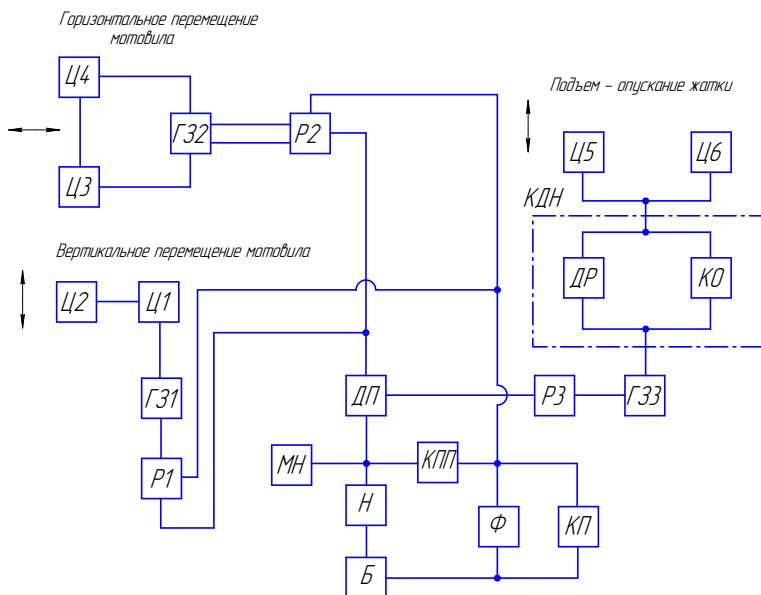 Горизонтальное перемещение
мотовила
Ц4
Подъем - опускание жатки
ГЗ2
Р2
Ц5
Ц6
Ц3
КДН
Вертикальное перемещение мотовила
ДР
КО
Ц2
Ц1
ГЗ1
ДП
Р3
ГЗ3
МН
КПП
Р1
Н
Ф
КП
Б